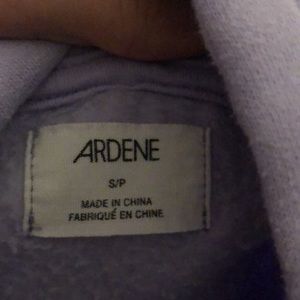 ARDENE
S/P
MADE IN CHINA
FABRIQUÉ EN CHINE